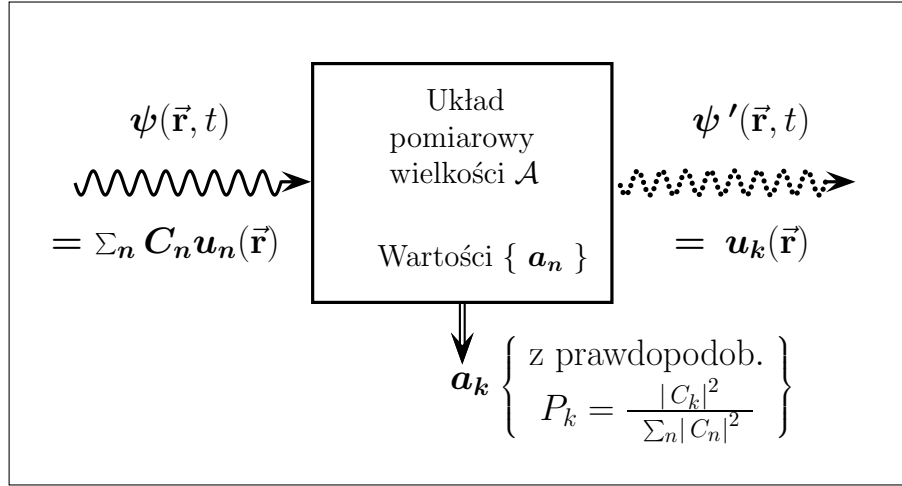 ψ(r⃗, t)
= Σₙ Cₙuₙ(r⃗)
Układ
pomiarowy
wielkości 𝒜
Wartości { aₙ }
ψ ′(r⃗, t)
= uₖ(r⃗)
aₖ { z prawdopodob. }
Pₖ = |Cₖ|² / Σₙ|Cₙ|²